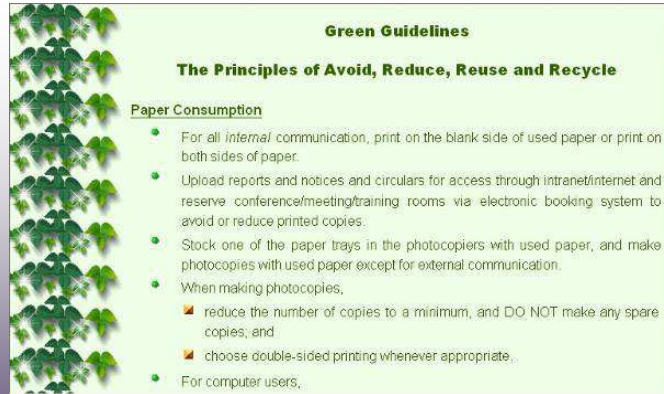 Green Guidelines
The Principles of Avoid, Reduce, Reuse and Recycle
Paper Consumption
For all internal communication, print on the blank side of used paper or print on
both sides of paper.
Upload reports and notices and circulars for access through intranet/internet and
reserve conference/meeting/training rooms via electronic booking system to
avoid or reduce printed copies.
Stock one of the paper trays in the photocopiers with used paper, and make
photocopies with used paper except for external communication.
When making photocopies,
reduce the number of copies to a minimum, and DO NOT make any spare
copies; and
choose double-sided printing whenever appropriate.
For computer users,